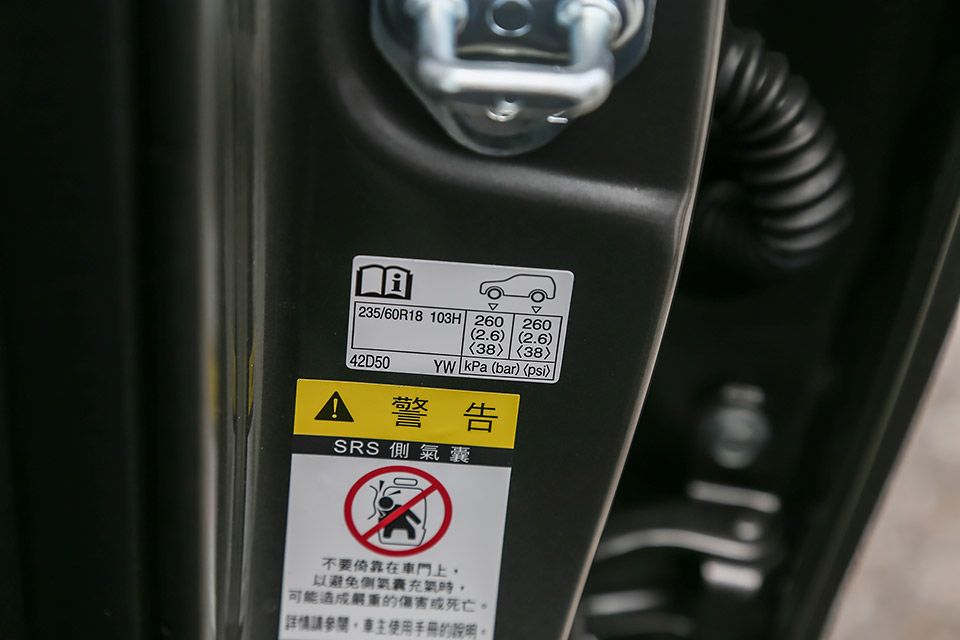 235/60R18 103H 260 260
(2.6) (2.6)
〈38〉 〈38〉
42D50 YW kPa (bar) 〈psi〉
警告
SRS 側氣囊
不要倚靠在車門上，
以避免側氣囊充氣時，
可能造成嚴重的傷害或死亡。
詳情請參閱，車主使用手冊的說明。